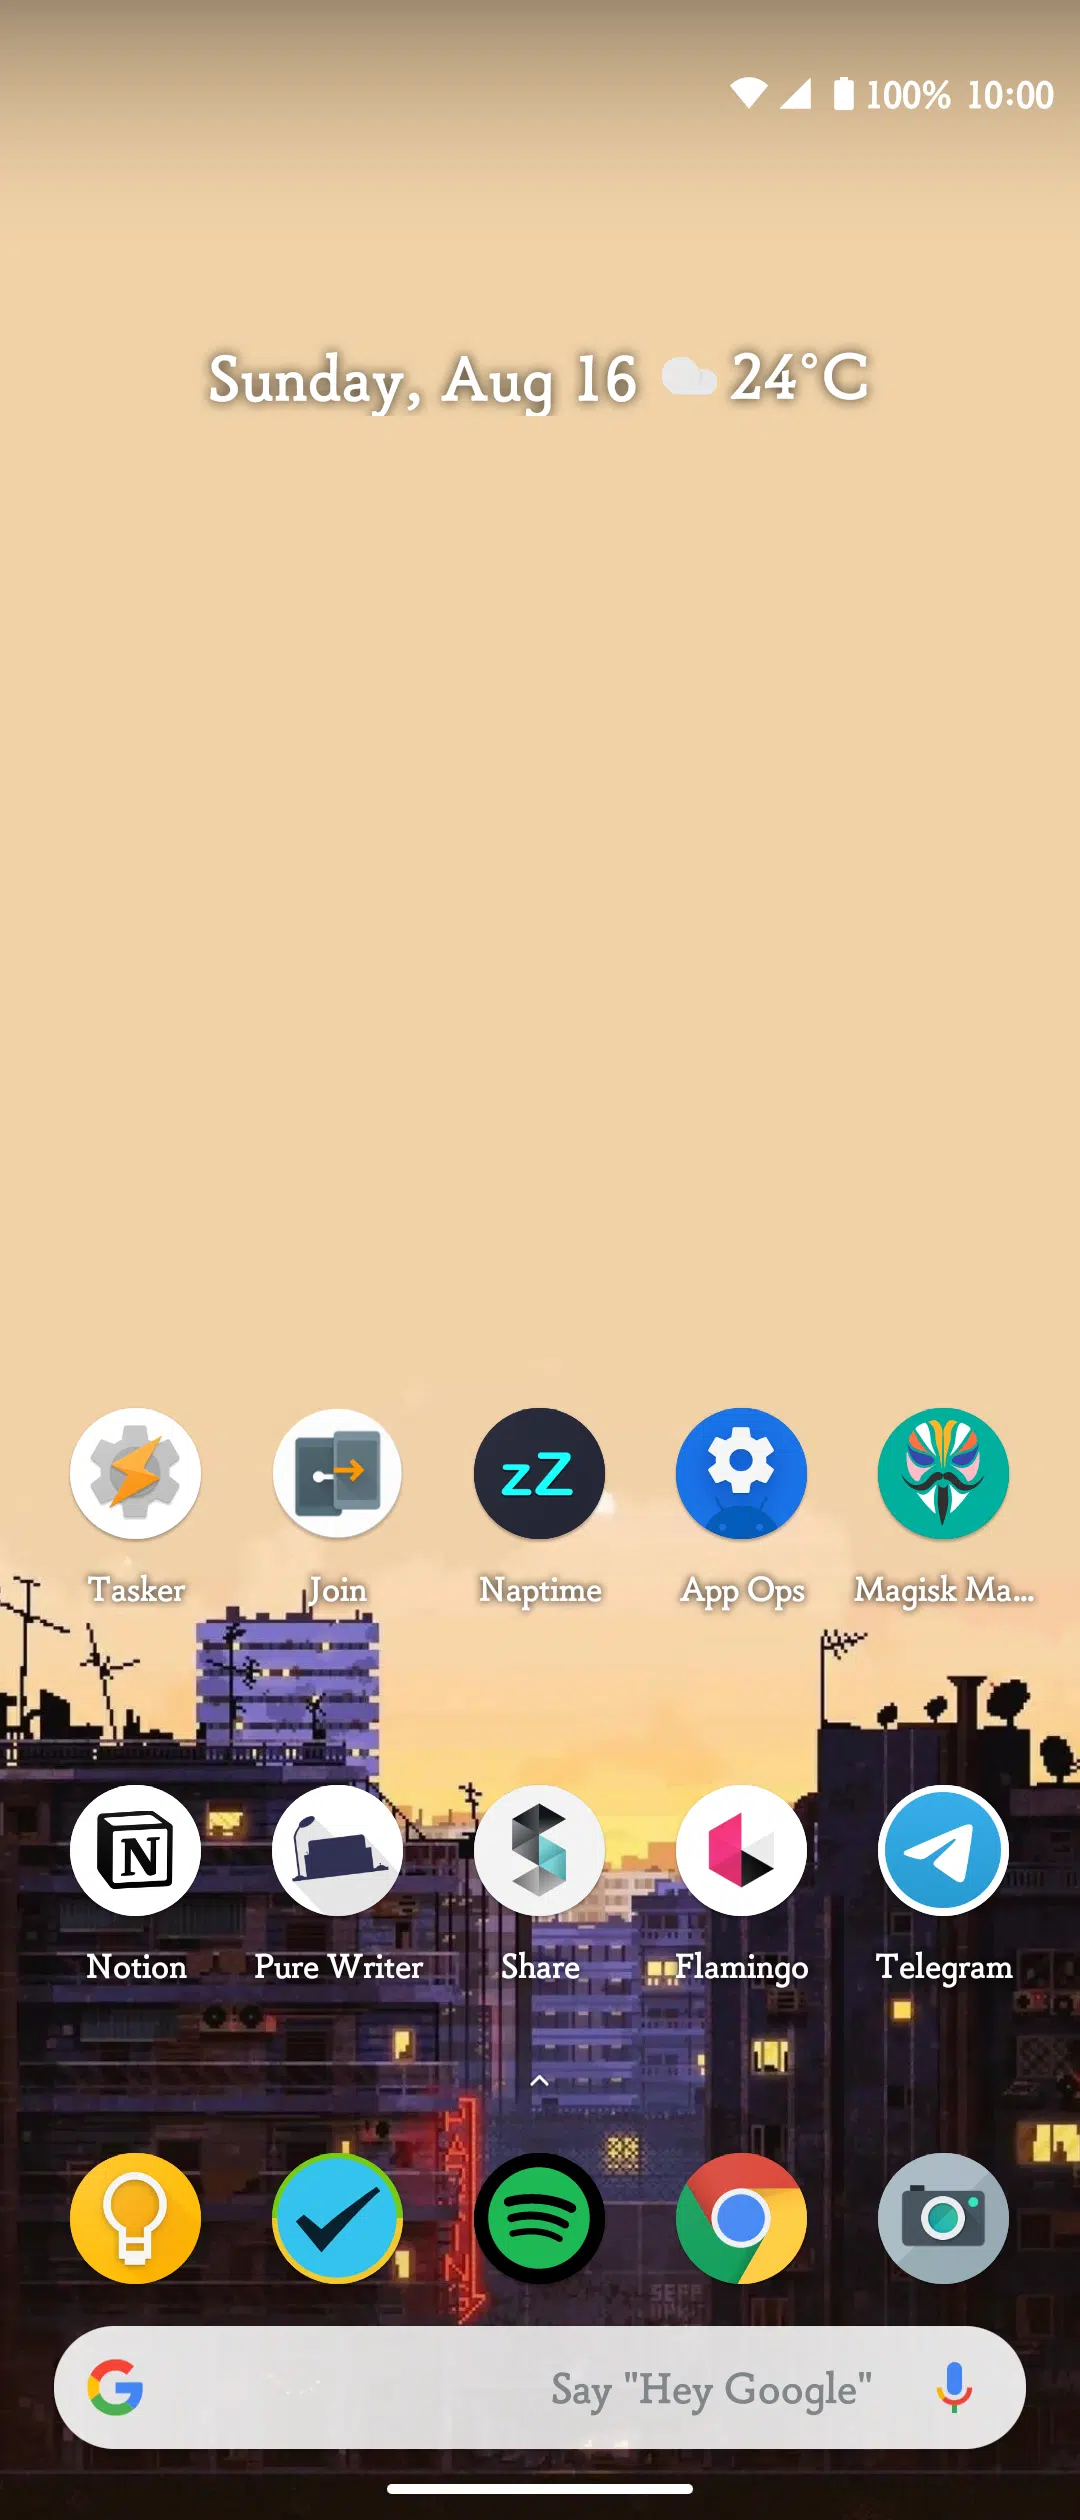 100% 10:00
Sunday, Aug 16 24°C
zZ
Tasker Join Naptime App Ops Magisk Ma...
N
Notion Pure Writer Share Flamingo Telegram
G Say "Hey Google"